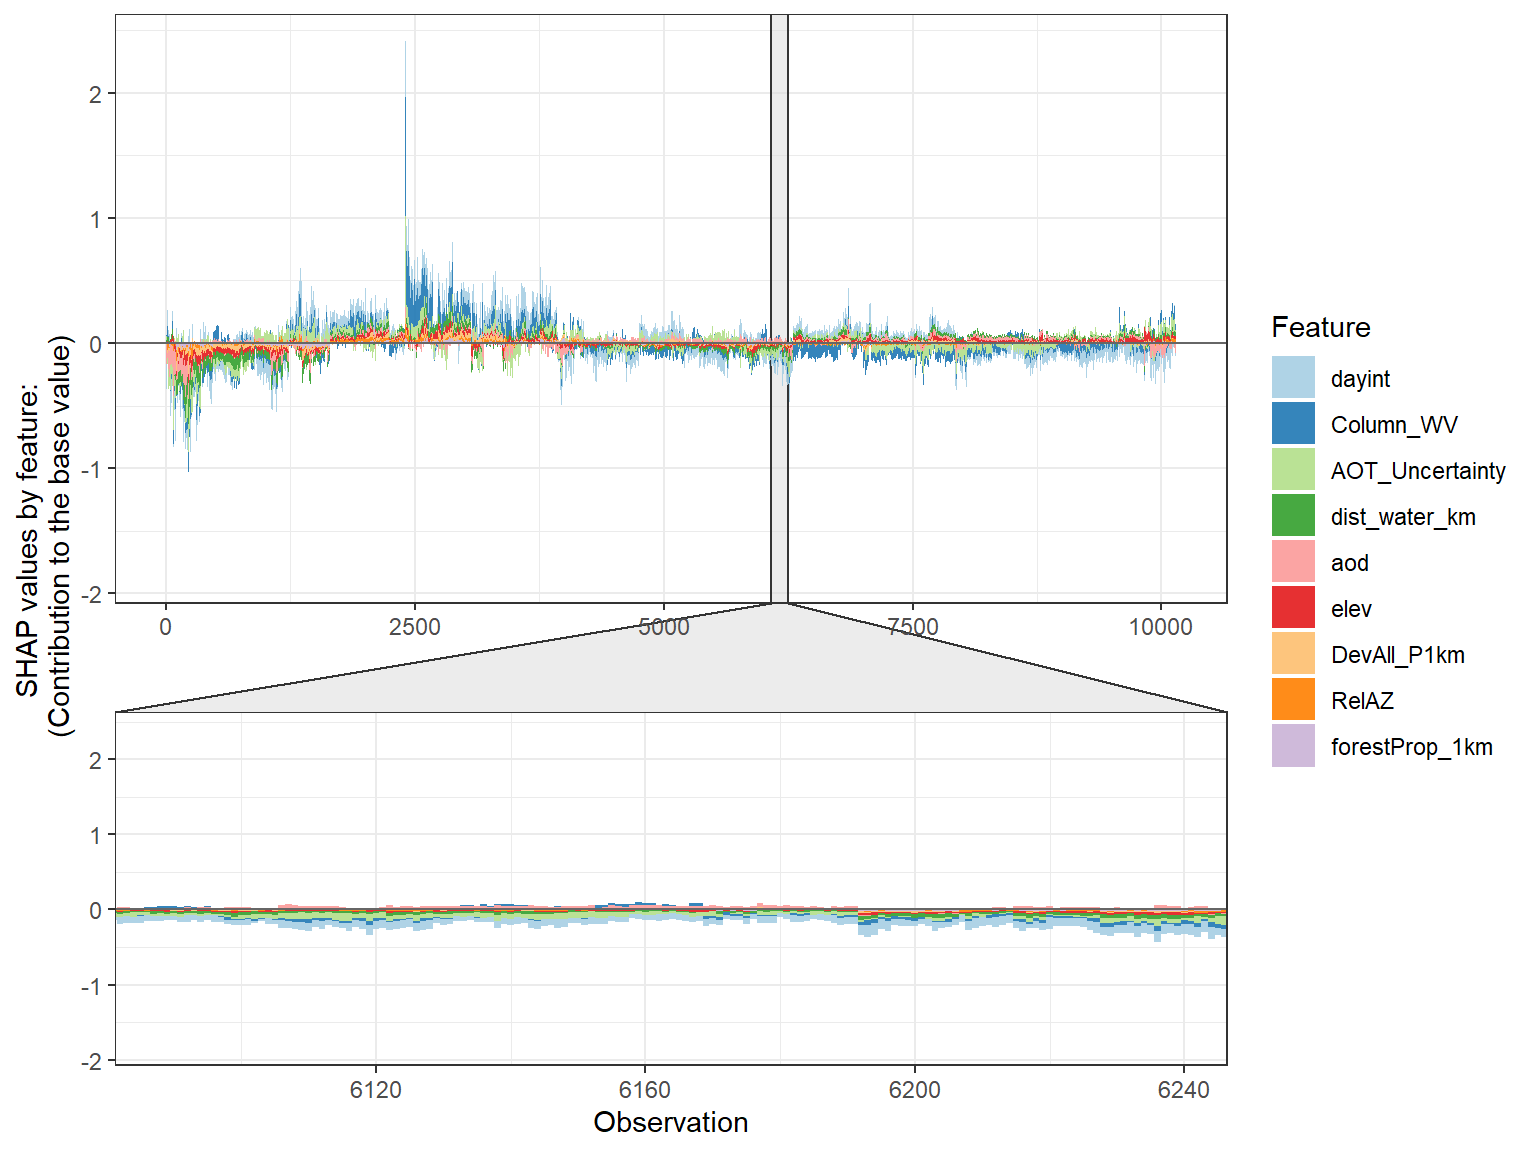 SHAP values by feature:
(Contribution to the base value)
2
1
0
-1
-2
0
2500
5000
7500
10000
2
1
0
-1
-2
6120
6160
6200
6240
Observation
Feature
dayint
Column_WV
AOT_Uncertainty
dist_water_km
aod
elev
DevAll_P1km
RelAZ
forestProp_1km